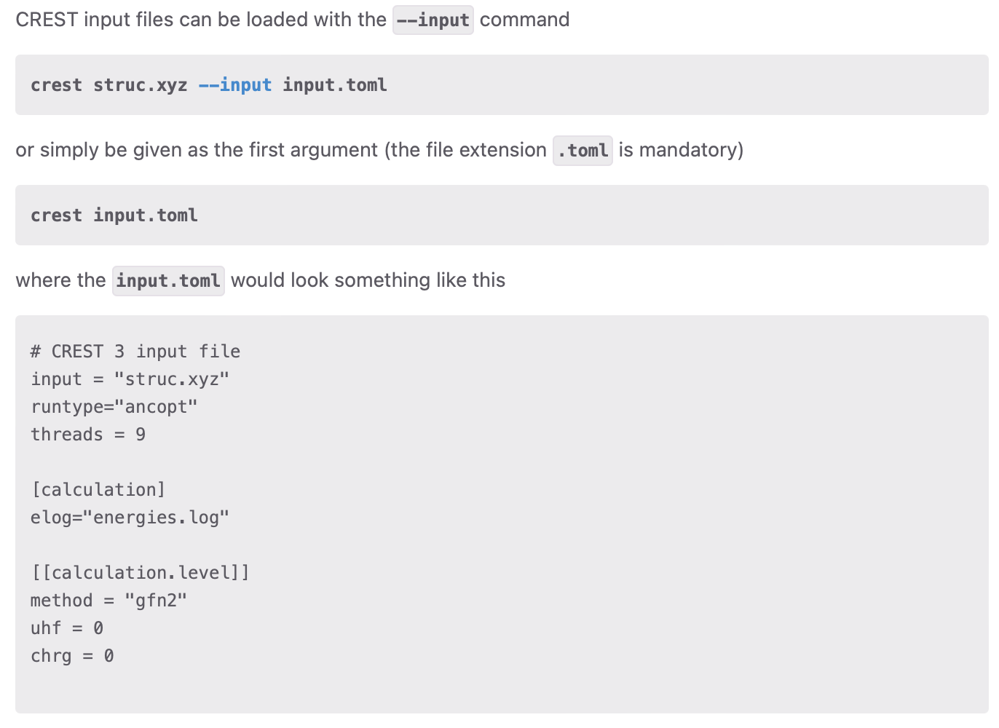 CREST input files can be loaded with the --input command
crest struc.xyz --input input.toml
or simply be given as the first argument (the file extension .toml is mandatory)
crest input.toml
where the input.toml would look something like this
# CREST 3 input file
input = "struc.xyz"
runtype="ancopt"
threads = 9
[calculation]
elog="energies.log"
[[calculation.level]]
method = "gfn2"
uhf = 0
chrg = 0